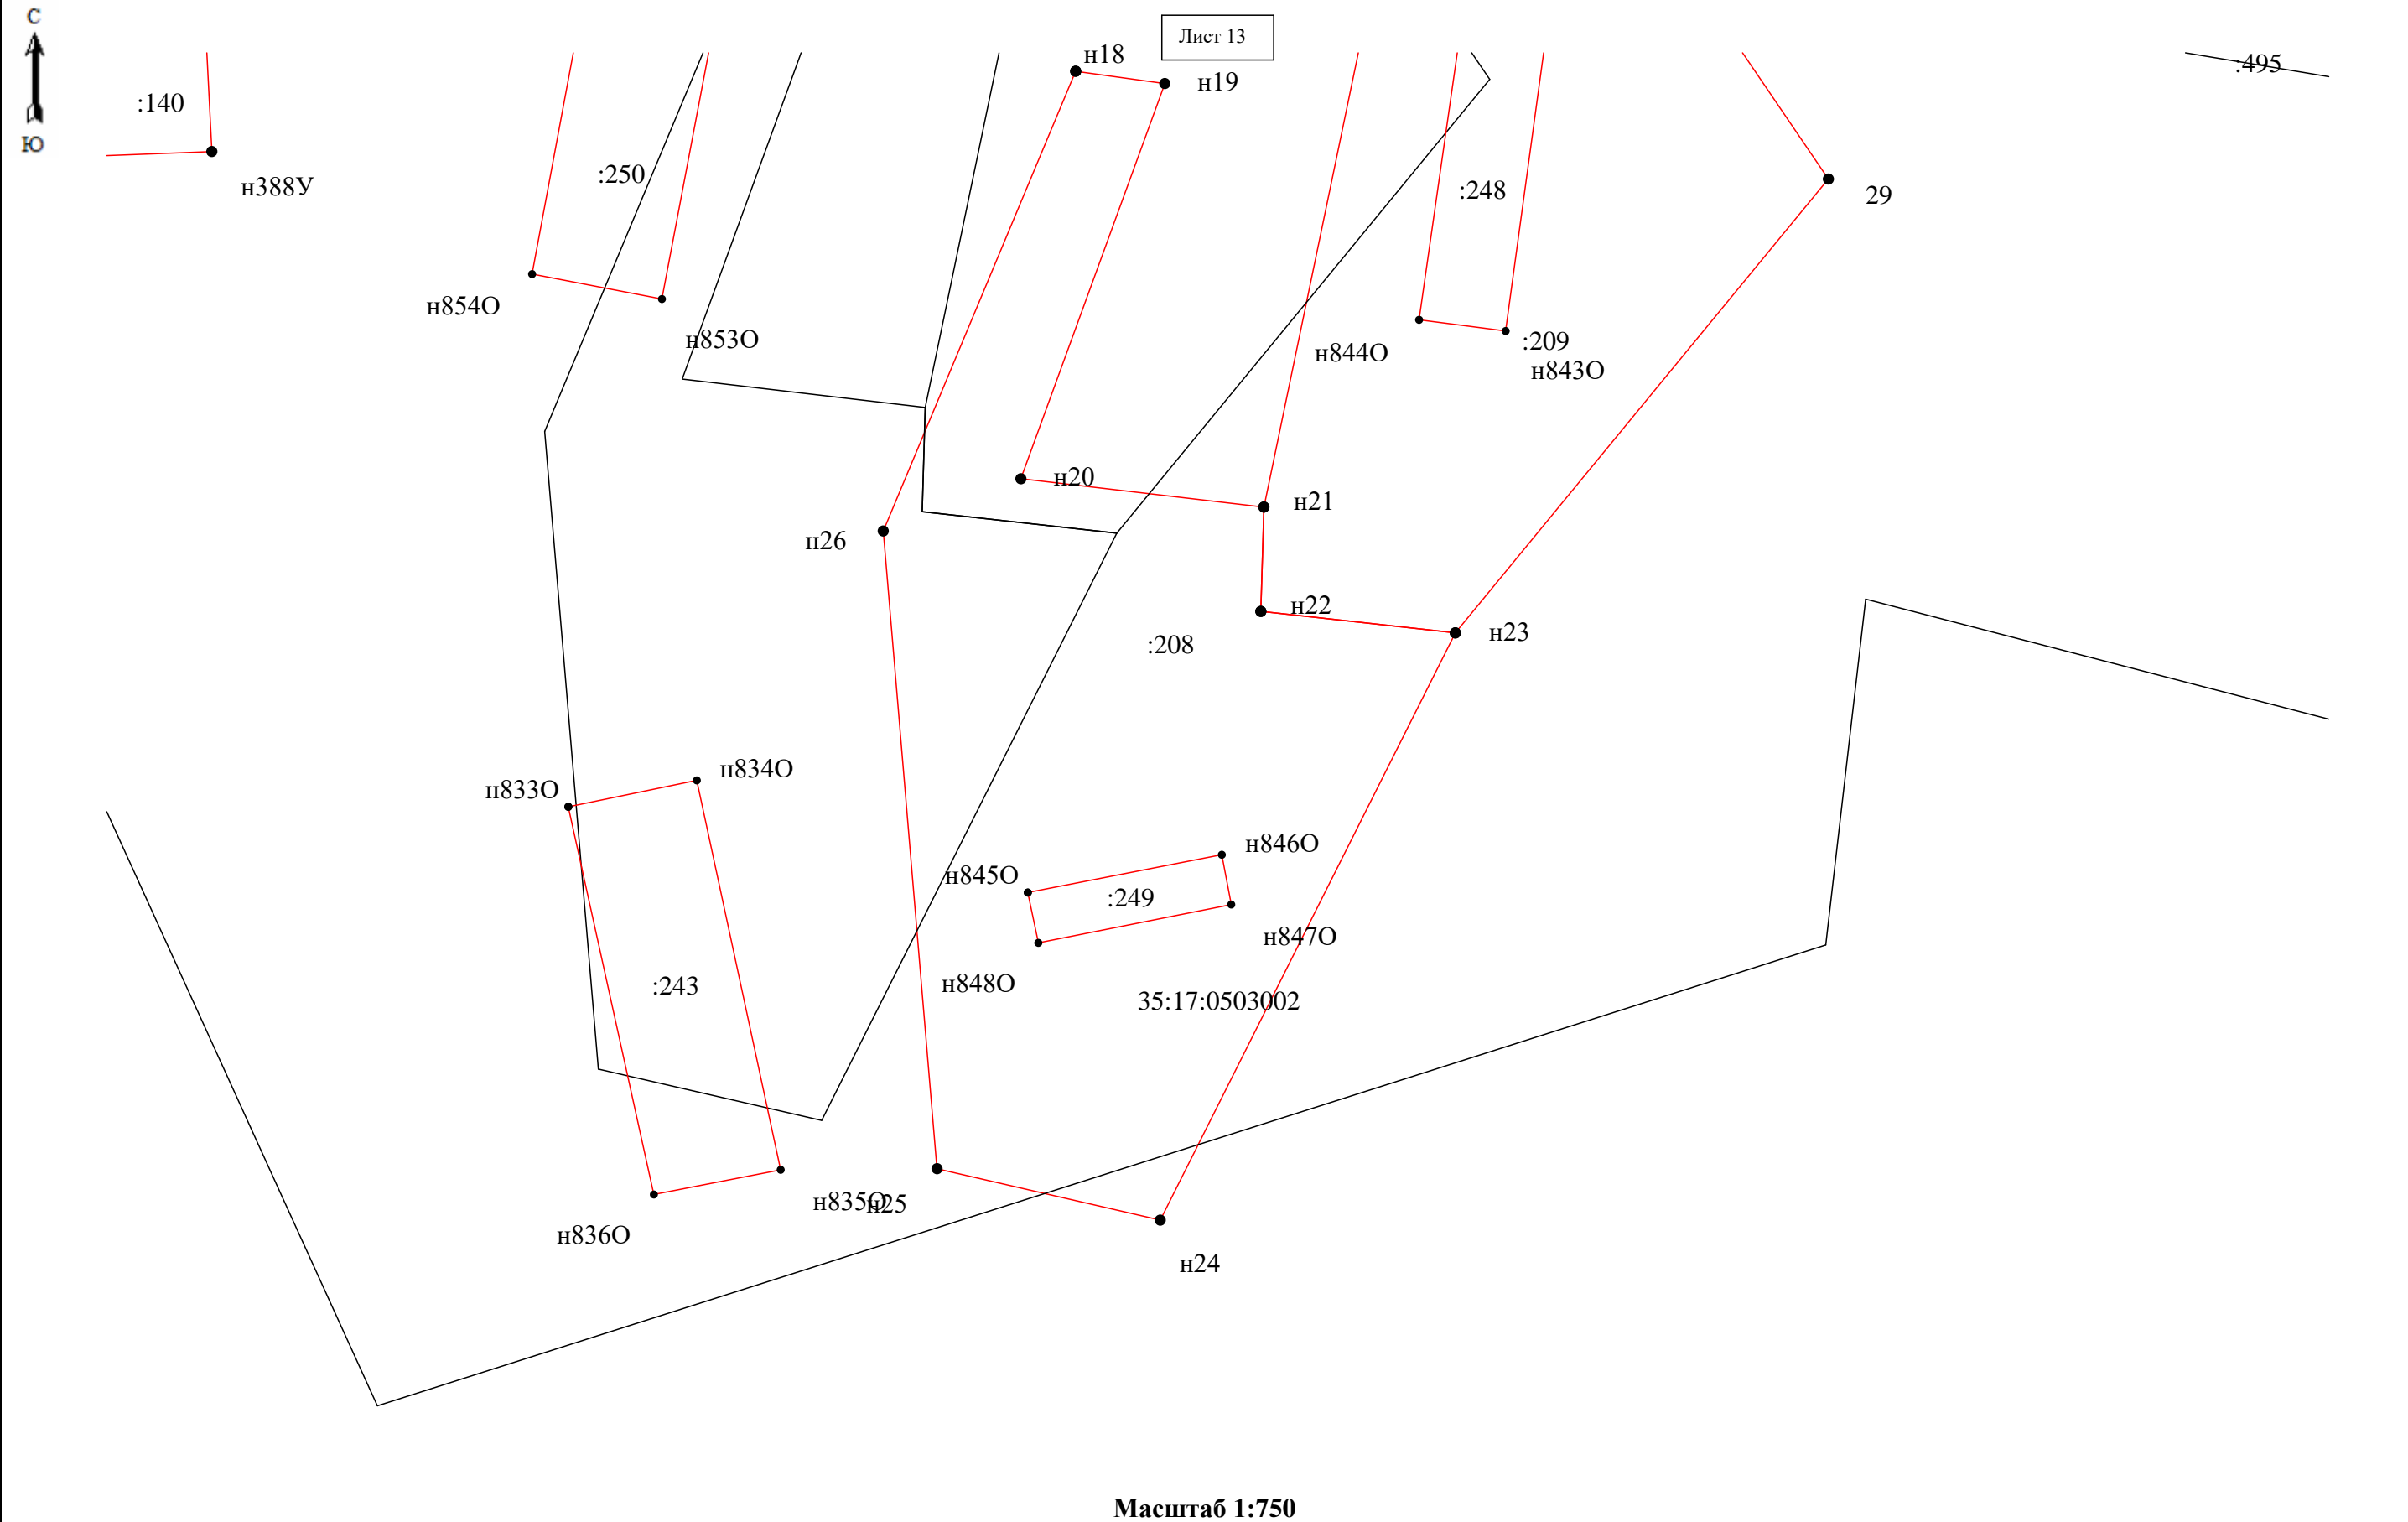 С
Лист 13
н18
:495
н19
:140
Ю
:250
н388У
:248
29
н854О
н853О
:209
н844О
н843О
н20
н21
н26
н22
н23
:208
н834О
н833О
н846О
н845О
:249
н847О
:243
н848О
35:17:0503002
н835О
н25
н836О
н24
Масштаб 1:750